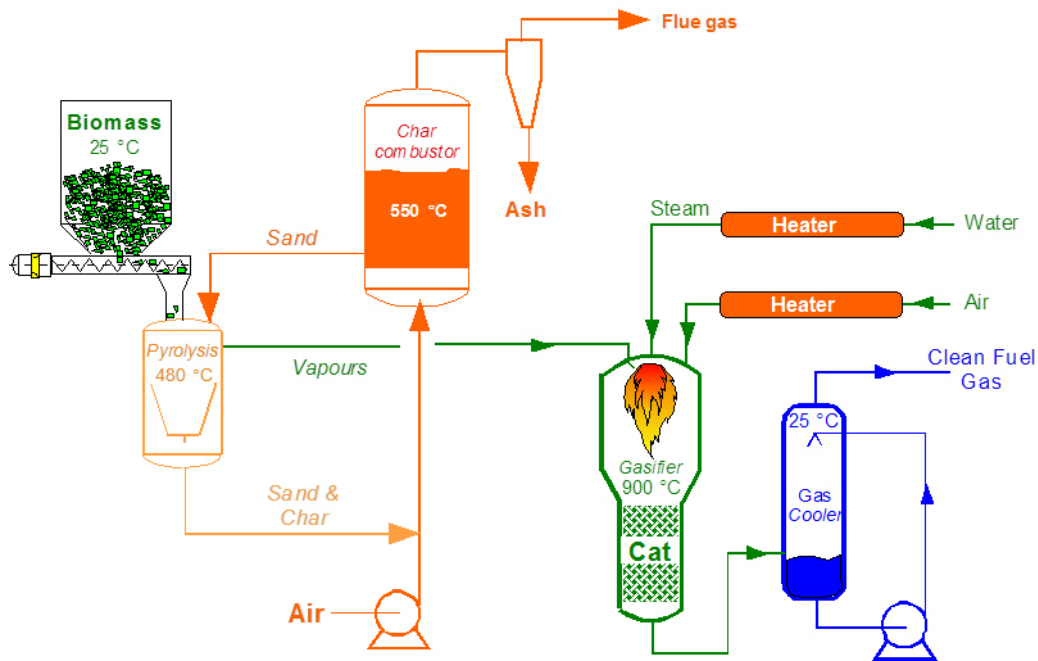 Flue gas
Biomass
25 °C
Char
combustor
550 °C
Ash
Steam
Heater
Water
Sand
Heater
Air
Pyrolysis
480 °C
Vapours
Clean Fuel
Gas
25 °C
Gasifier
900 °C
Sand &
Char
Gas
Cooler
Cat
Air